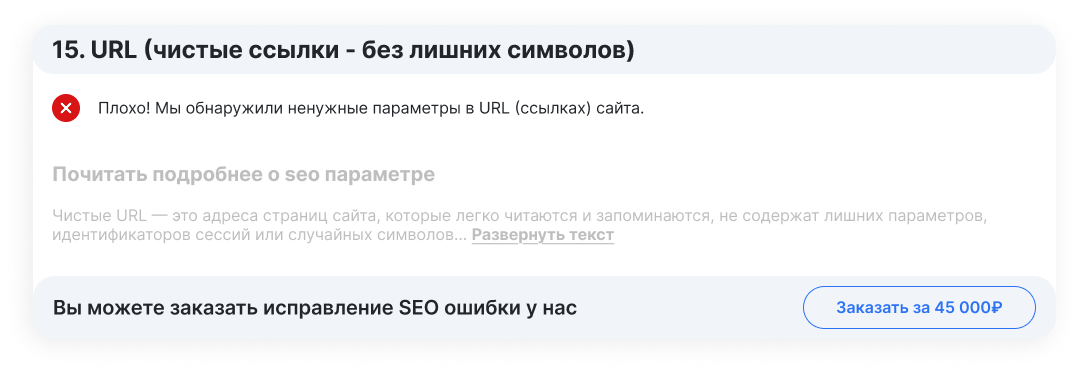 15. URL (чистые ссылки - без лишних символов)
Плохо! Мы обнаружили ненужные параметры в URL (ссылках) сайта.
Почитать подробнее о seo параметре
Чистые URL — это адреса страниц сайта, которые легко читаются и запоминаются, не содержат лишних параметров,
идентификаторов сессий или случайных символов... Развернуть текст
Вы можете заказать исправление SEO ошибки у нас
Заказать за 45 000₽